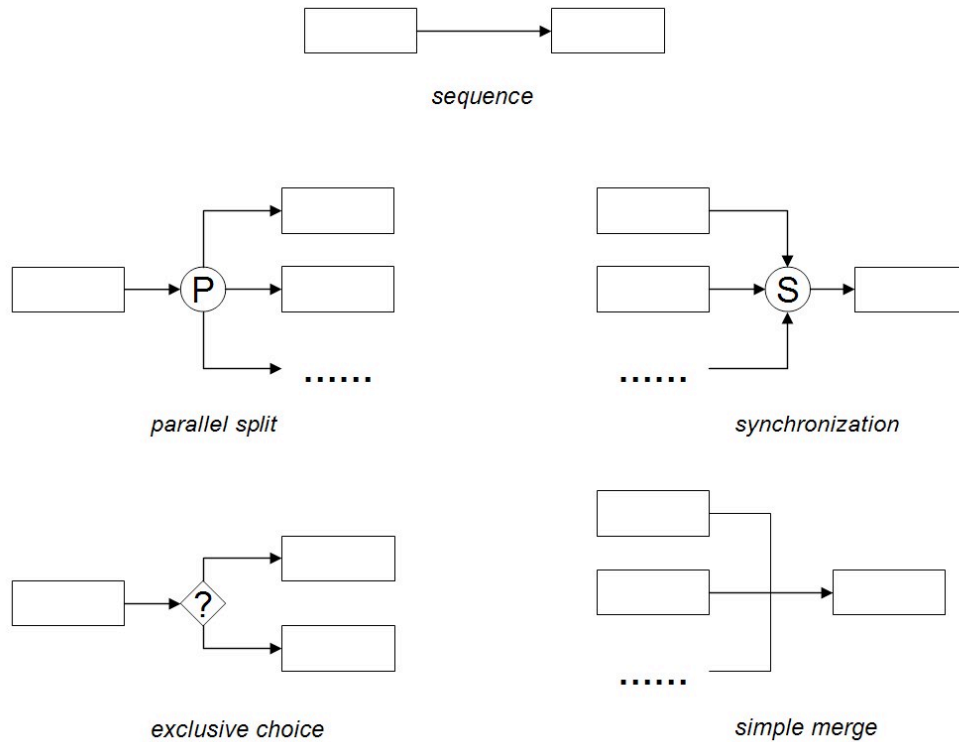 sequence
P
......
parallel split
S
......
synchronization
?
exclusive choice
......
simple merge